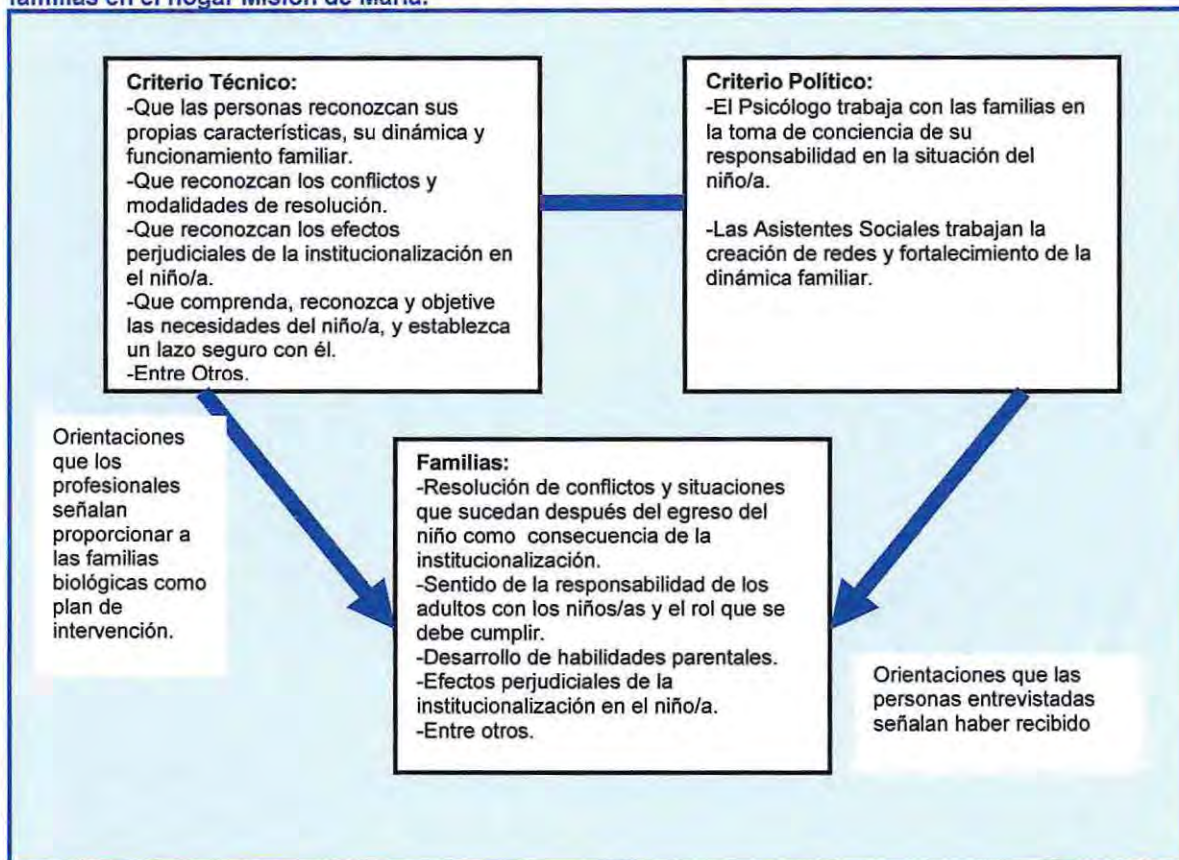 familias en el hogar Misión de María.
Criterio Técnico:
-Que las personas reconozcan sus
propias características, su dinámica y
funcionamiento familiar.
-Que reconozcan los conflictos y
modalidades de resolución.
-Que reconozcan los efectos
perjudiciales de la institucionalización en
el niño/a.
-Que comprenda, reconozca y objetive
las necesidades del niño/a, y establezca
un lazo seguro con él.
-Entre Otros.
Criterio Político:
-El Psicólogo trabaja con las familias en
la toma de conciencia de su
responsabilidad en la situación del
niño/a.
-Las Asistentes Sociales trabajan la
creación de redes y fortalecimiento de la
dinámica familiar.
Orientaciones
que los
profesionales
señalan
proporcionar a
las familias
biológicas como
plan de
intervención.
Familias:
-Resolución de conflictos y situaciones
que sucedan después del egreso del
niño como consecuencia de la
institucionalización.
-Sentido de la responsabilidad de los
adultos con los niños/as y el rol que se
debe cumplir.
-Desarrollo de habilidades parentales.
-Efectos perjudiciales de la
institucionalización en el niño/a.
-Entre otros.
Orientaciones que las
personas entrevistadas
señalan haber recibido